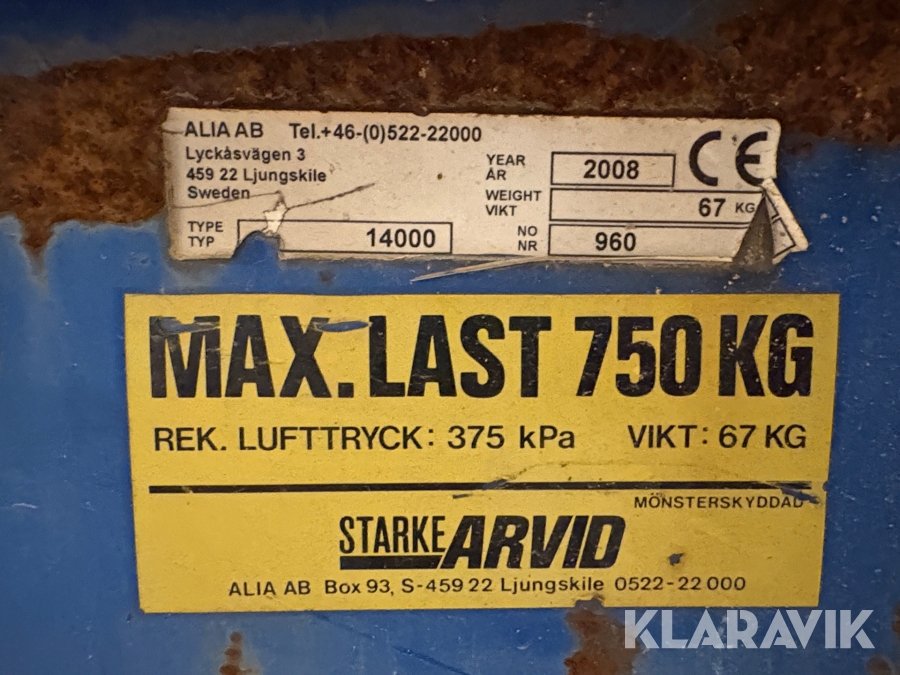 ALIA AB Tel.+46-(0)522-22000
Lyckåsvägen 3
459 22 Ljungskile
Sweden
TYPE
TYP
14000
YEAR
ÅR
2008
WEIGHT
VIKT
67 KG
NO
NR
960
CE
MAX. LAST 750 KG
REK. LUFTTRYCK: 375 kPa VIKT: 67 KG
MÖNSTERSKYDDAD
STARKE ARVID
ALIA AB Box 93, S-459 22 Ljungskile 0522-22 000
KLARAVIK